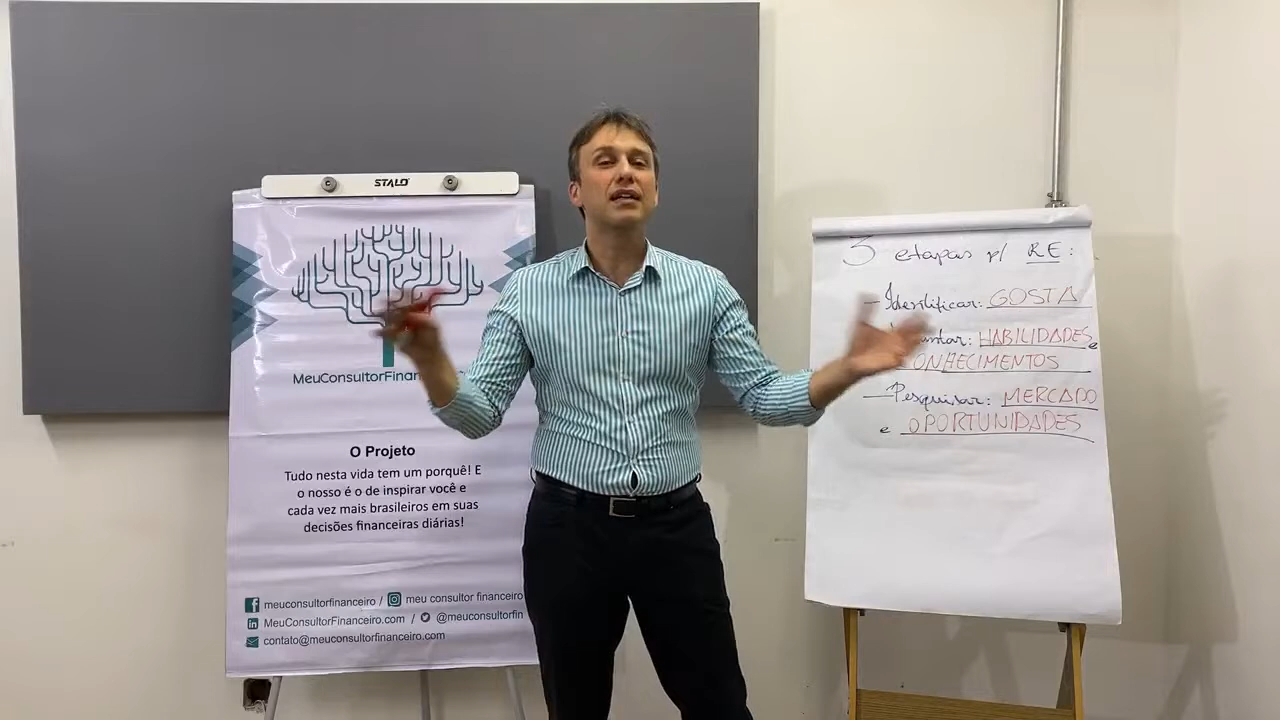 STALO
MeuConsultorFinan
O Projeto
Tudo nesta vida tem um porquê! E
o nosso é o de inspirar você e
cada vez mais brasileiros em suas
decisões financeiras diárias!
meuconsultorfinanceiro / meu consultor financeiro
MeuConsultorFinanceiro.com / @meuconsultorfin
contato@meuconsultorfinanceiro.com
3 etapas p/ RE:
- Identificar: GOSTA
HABILIDADES e
ONHECIMENTOS
- Pesquisar: MERCADO
e OPORTUNIDADES